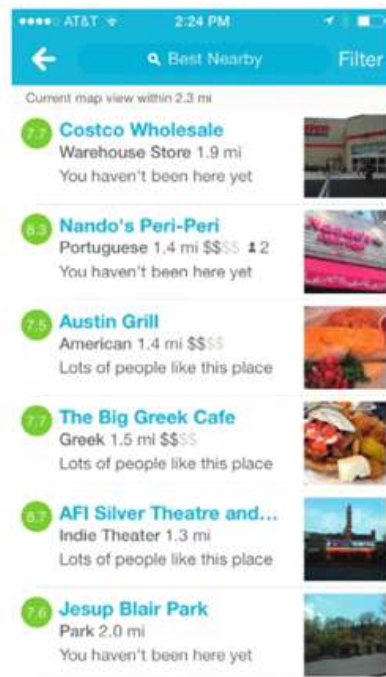 AT&T 2:24 PM
Best Nearby Filter
Current map view within 2.3 mi
7.7 Costco Wholesale
Warehouse Store 1.9 mi
You haven't been here yet
8.3 Nando's Peri-Peri
Portuguese 1.4 mi $$$$ 2
You haven't been here yet
7.5 Austin Grill
American 1.4 mi $$$$
Lots of people like this place
7.7 The Big Greek Cafe
Greek 1.5 mi $$$$
Lots of people like this place
8.7 AFI Silver Theatre and...
Indie Theater 1.3 mi
Lots of people like this place
7.6 Jesup Blair Park
Park 2.0 mi
You haven't been here yet